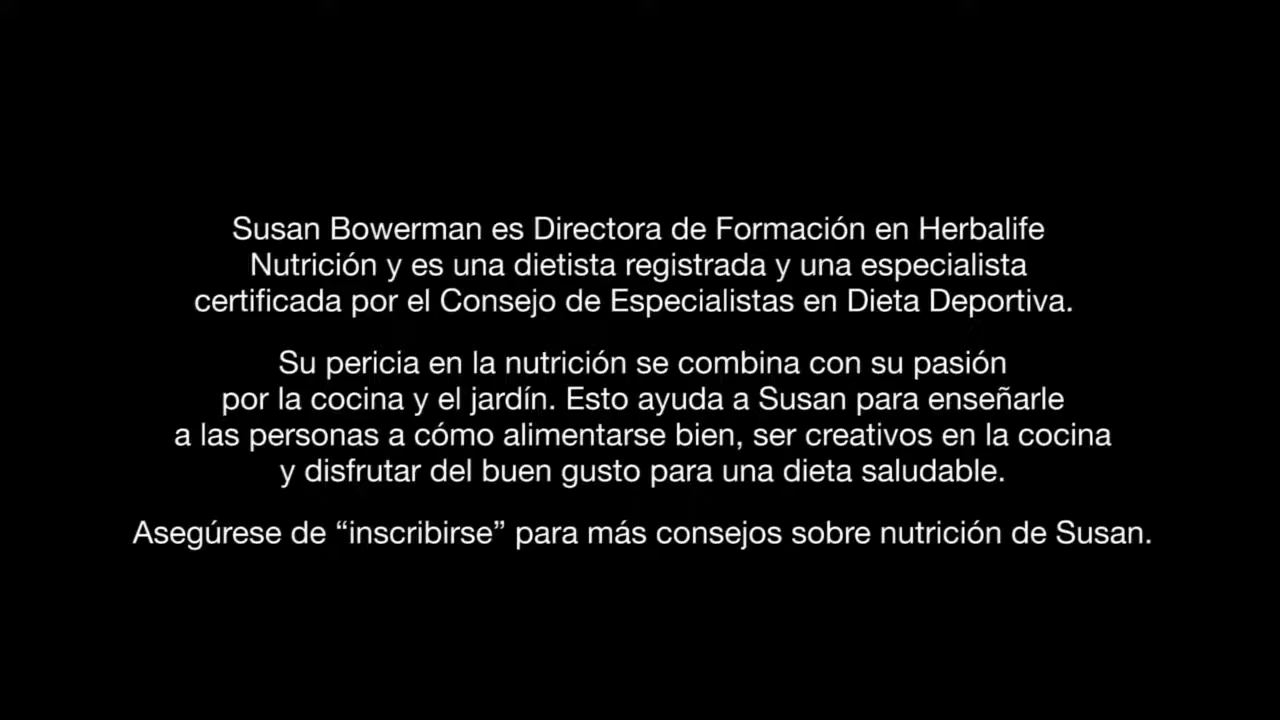 Susan Bowerman es Directora de Formación en Herbalife
Nutrición y es una dietista registrada y una especialista
certificada por el Consejo de Especialistas en Dieta Deportiva.
Su pericia en la nutrición se combina con su pasión
por la cocina y el jardín. Esto ayuda a Susan para enseñarle
a las personas a cómo alimentarse bien, ser creativos en la cocina
y disfrutar del buen gusto para una dieta saludable.
Asegúrese de “inscribirse” para más consejos sobre nutrición de Susan.